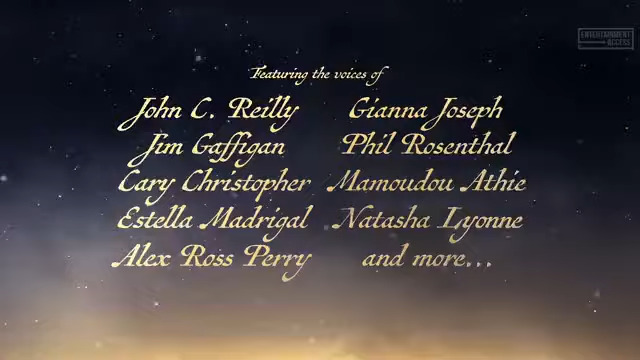 ENTERTAINMENT
ACCESS
Featuring the voices of
John C. Reilly
Gianna Joseph
Jim Gaffigan
Phil Rosenthal
Cary Christopher
Mamoudou Athie
Estella Madrigal
Natasha Lyonne
Alex Ross Perry
and more...